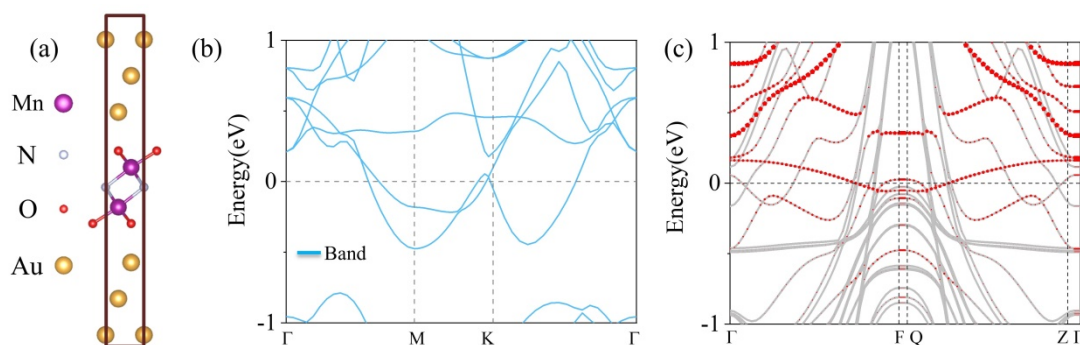 (a)
Mn
N
O
Au
(b)
Energy(eV)
1
0
-1
Band
Γ
M
K
Γ
(c)
Energy(eV)
1
0
-1
Γ
F Q
Z Γ